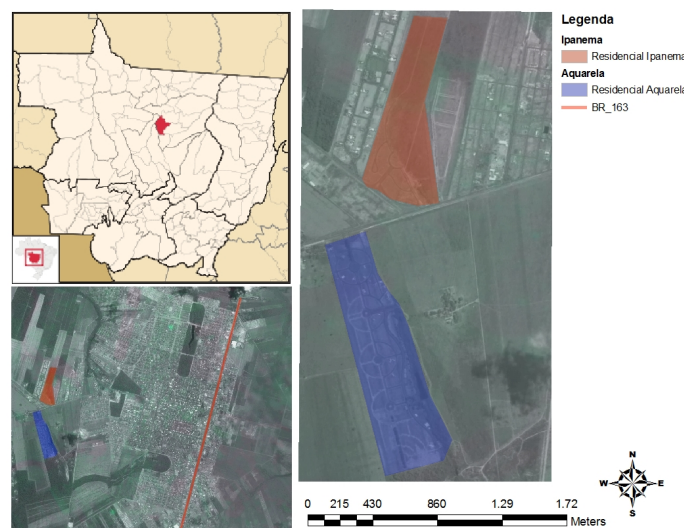 Legenda
Ipanema
Residencial Ipanema
Aquarela
Residencial Aquarela
BR_163
N
W E
S
0 215 430 860 1.29 1.72
Meters